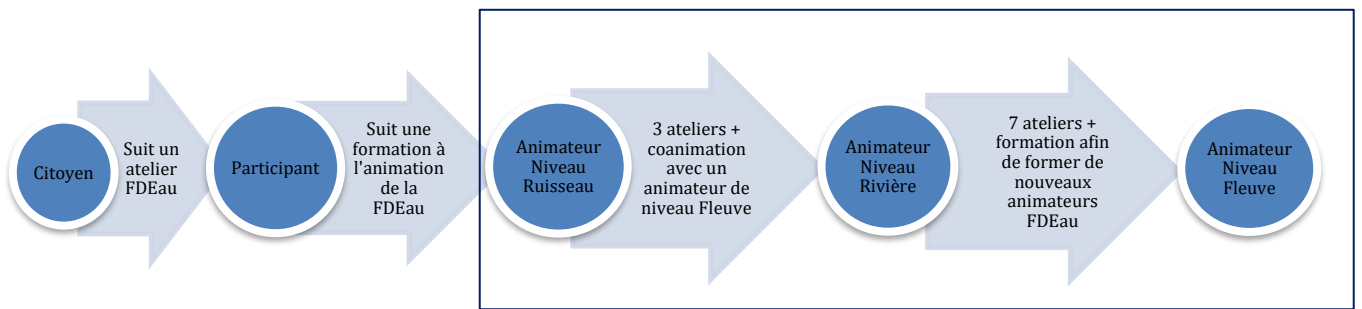 Citoyen
Suit un
atelier
FDEau
Participant
Suit une
formation à
l'animation
de la
FDEau
Animateur
Niveau
Ruisseau
3 ateliers +
coanimation
avec un
animateur de
niveau Fleuve
Animateur
Niveau
Rivière
7 ateliers +
formation afin
de former de
nouveaux
animateurs
FDEau
Animateur
Niveau
Fleuve